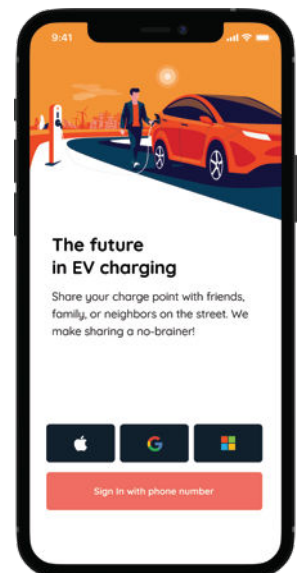 9:41
The future
in EV charging
Share your charge point with friends,
family, or neighbors on the street. We
make sharing a no-brainer!
Sign in with phone number